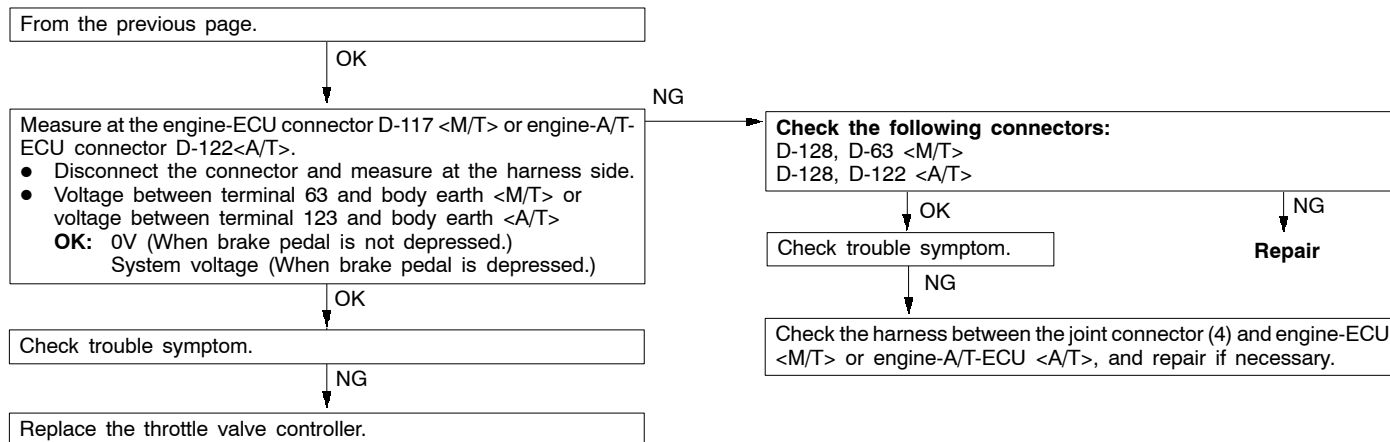 From the previous page.
OK
Measure at the engine-ECU connector D-117 <M/T> or engine-A/T-
ECU connector D-122<A/T>.
● Disconnect the connector and measure at the harness side.
● Voltage between terminal 63 and body earth <M/T> or
voltage between terminal 123 and body earth <A/T>
OK: 0V (When brake pedal is not depressed.)
System voltage (When brake pedal is depressed.)
NG
Check the following connectors:
D-128, D-63 <M/T>
D-128, D-122 <A/T>
OK
NG
Check trouble symptom.
Repair
NG
Check the harness between the joint connector (4) and engine-ECU
<M/T> or engine-A/T-ECU <A/T>, and repair if necessary.
OK
Check trouble symptom.
NG
Replace the throttle valve controller.